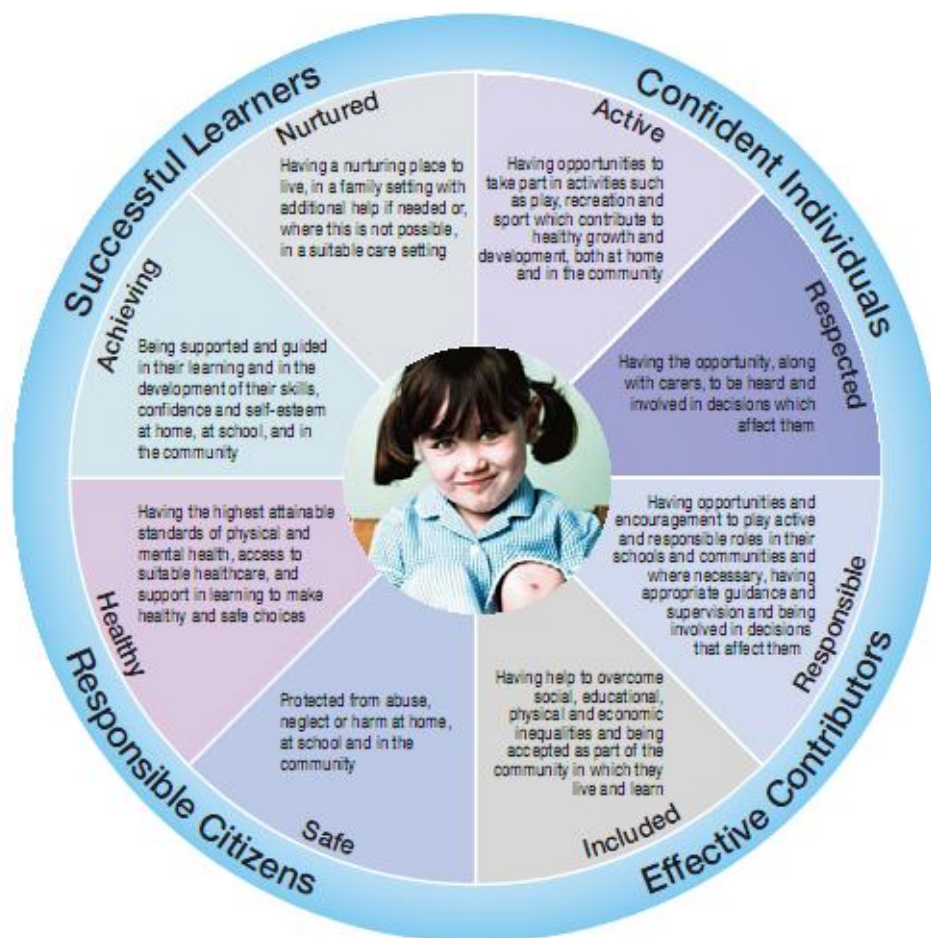 Successful Learners
Confident Individuals
Nurtured
Having a nurturing place to
live, in a family setting with
additional help if needed or,
where this is not possible,
in a suitable care setting
Active
Having opportunities to
take part in activities such
as play, recreation and
sport which contribute to
healthy growth and
development, both at home
and in the community
Achieving
Being supported and guided
in their learning and in the
development of their skills,
confidence and self-esteem
at home, at school, and in
the community
Respected
Having the opportunity, along
with carers, to be heard and
involved in decisions which
affect them
Having the highest attainable
standards of physical and
mental health, access to
suitable healthcare, and
support in learning to make
healthy and safe choices
Healthy
Having opportunities and
encouragement to play active
and responsible roles in their
schools and communities and
where necessary, having
appropriate guidance and
supervision and being
involved in decisions
that affect them
Responsible
Protected from abuse,
neglect or harm at home,
at school and in the
community
Safe
Having help to overcome
social, educational,
physical and economic
inequalities and being
accepted as part of the
community in which they
live and learn
Included
Responsible Citizens
Effective Contributors